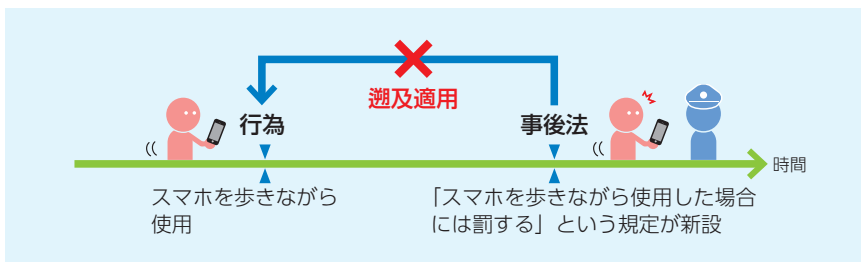 遡及適用
行為
事後法
時間
スマホを歩きながら
使用
「スマホを歩きながら使用した場合
には罰する」という規定が新設